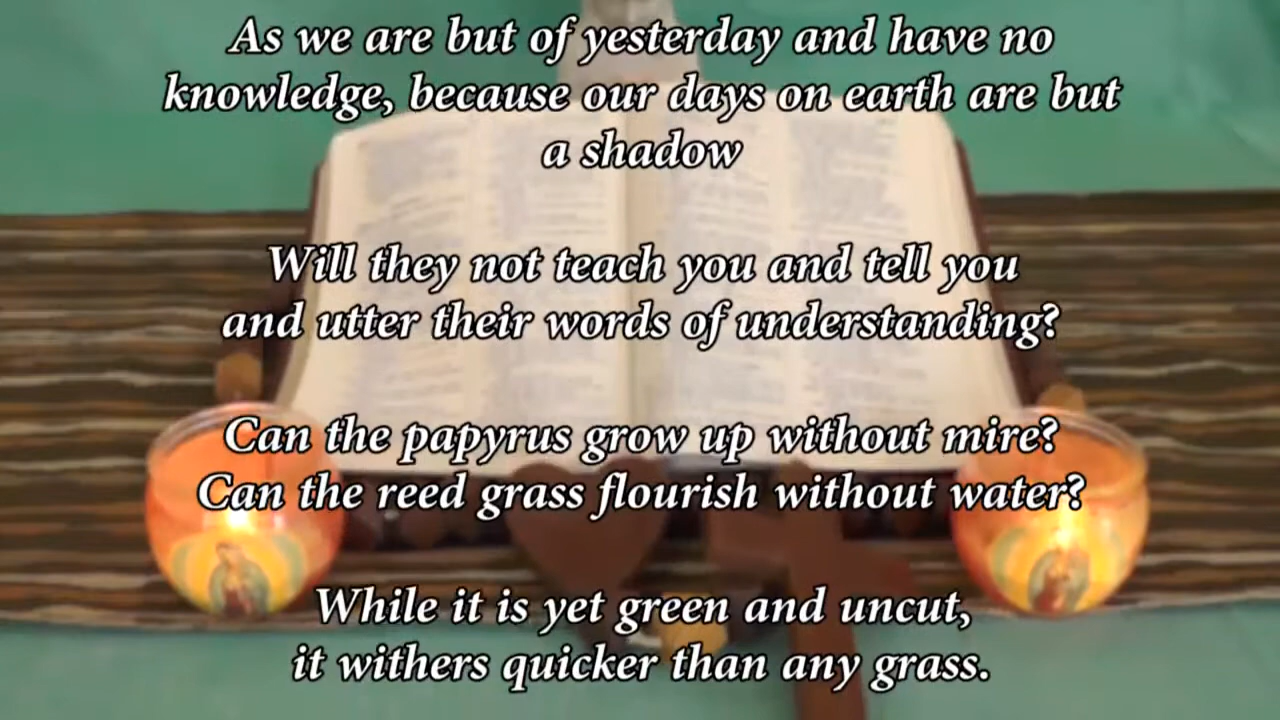 As we are but of yesterday and have no
knowledge, because our days on earth are but
a shadow
Will they not teach you and tell you
and utter their words of understanding?
Can the papyrus grow up without mire?
Can the reed grass flourish without water?
While it is yet green and uncut,
it withers quicker than any grass.